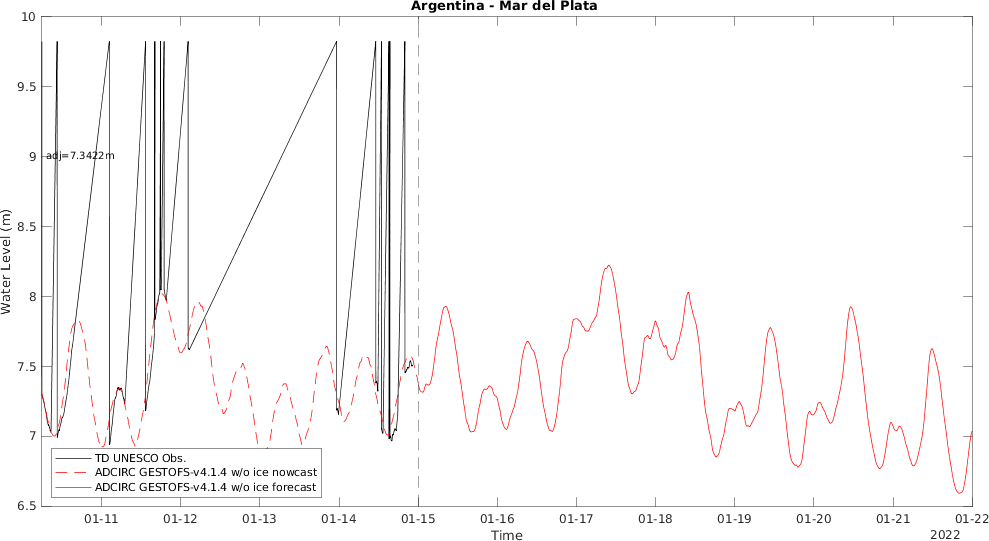 Argentina - Mar del Plata
10
9.5
9
adj=7.3422m
8.5
8
7.5
7
6.5
Water Level (m)
TD UNESCO Obs.
ADCIRC GESTOFS-v4.1.4 w/o ice nowcast
ADCIRC GESTOFS-v4.1.4 w/o ice forecast
01-11 01-12 01-13 01-14 01-15 01-16 01-17 01-18 01-19 01-20 01-21 01-22
Time
2022